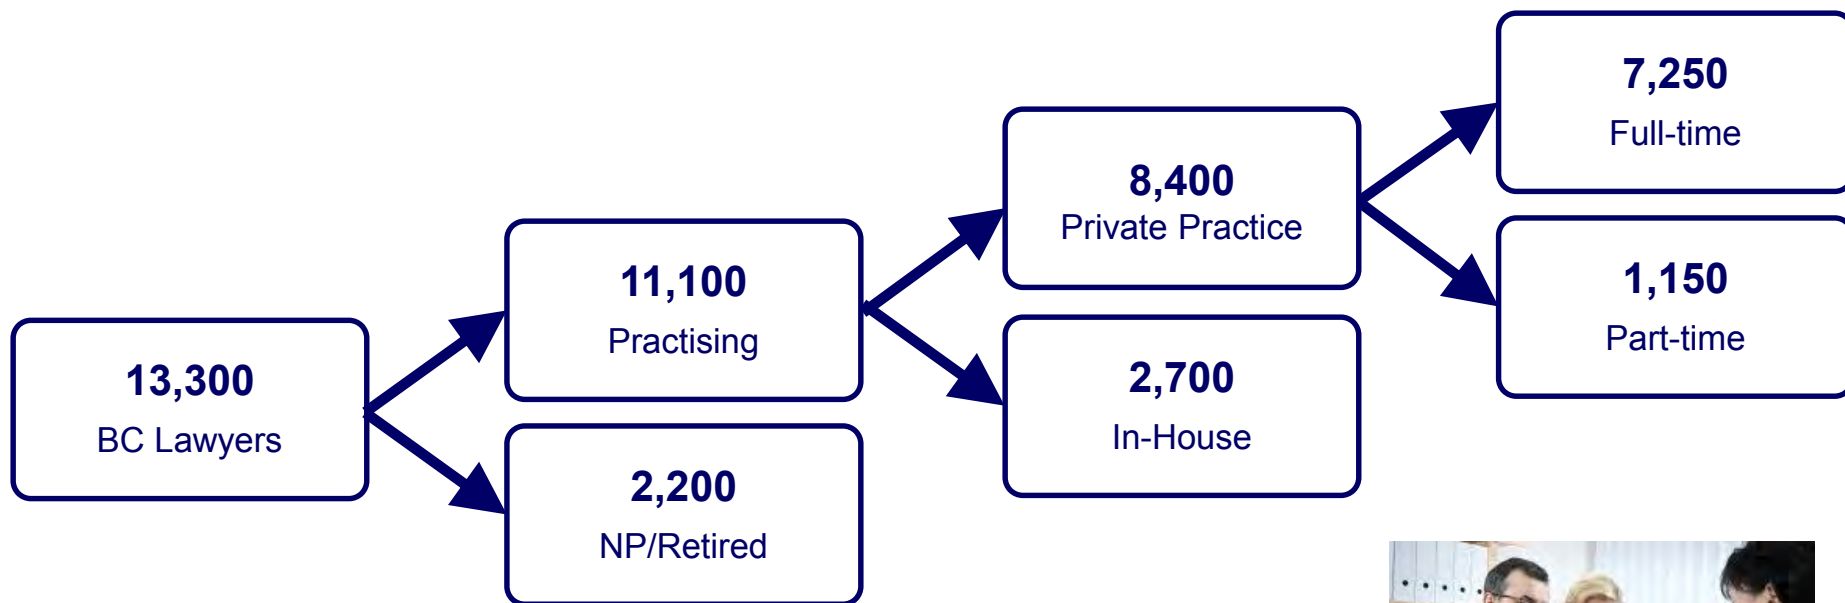 13,300
BC Lawyers
11,100
Practising
2,200
NP/Retired
8,400
Private Practice
2,700
In-House
7,250
Full-time
1,150
Part-time